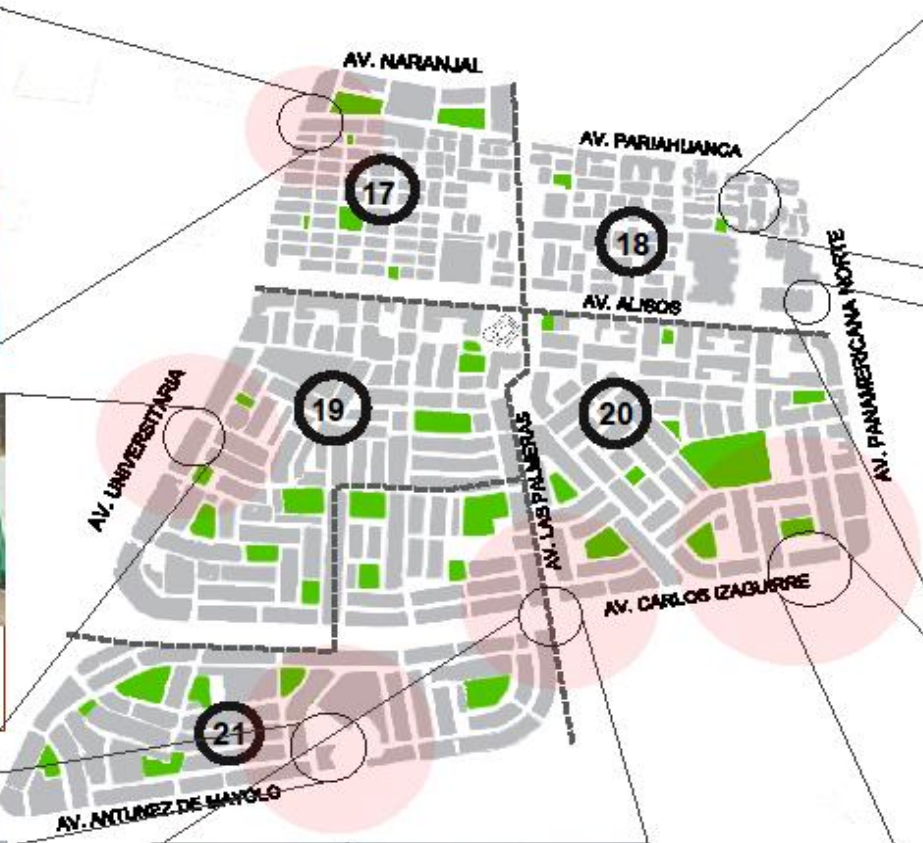 AV. NARANJAL
AV. PARIAHUANCA
17
18
AV. PANAMERICANA NORTE
AV. ALISOS
AV. UNIVERSITARIA
19
20
AV. LAS PALMERAS
AV. CARLOS IZAGUIRRE
21
AV. ANTUNEZ DE MAYOLO